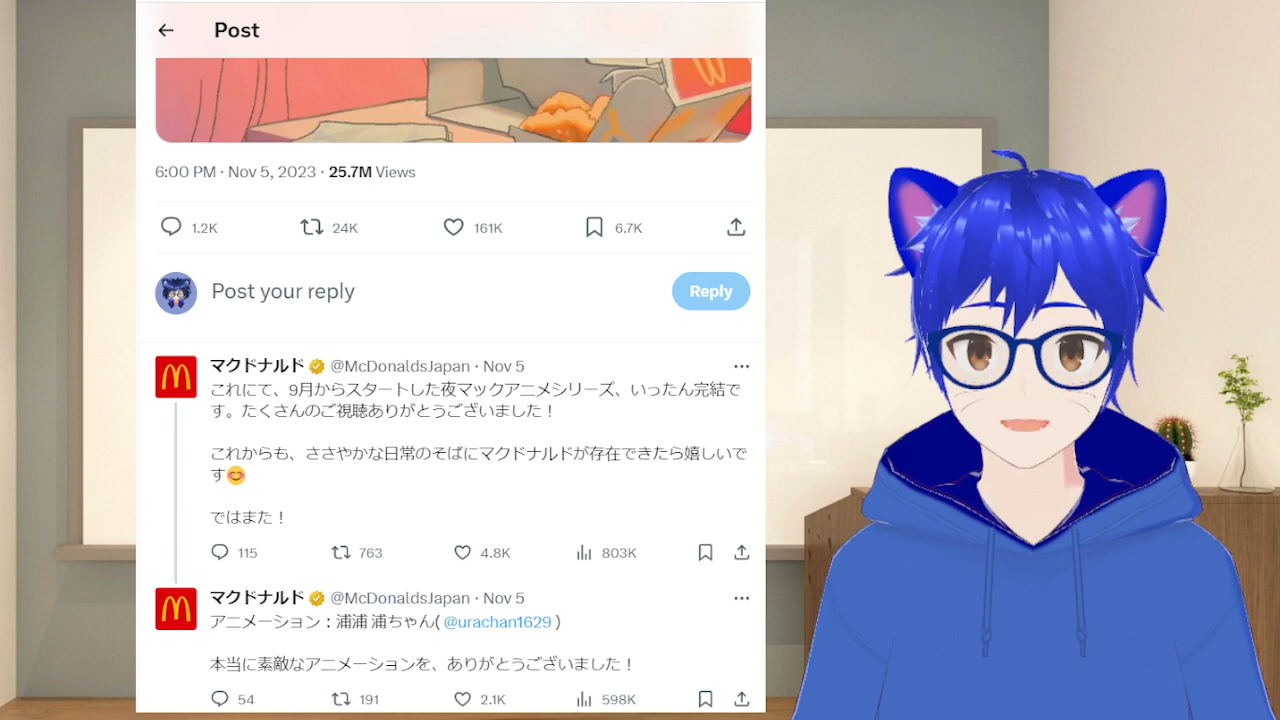 Post
6:00 PM · Nov 5, 2023 · 25.7M Views
1.2K 24K 161K 6.7K
Post your reply
Reply
マクドナルド @McDonaldsJapan · Nov 5
これにて、9月からスタートした夜マックアニメシリーズ、いったん完結で
す。たくさんのご視聴ありがとうございました！
これからも、ささやかな日常のそばにマクドナルドが存在できたら嬉しいで
す😊
ではまた！
115 763 4.8K 803K
マクドナルド @McDonaldsJapan · Nov 5
アニメーション：浦浦 浦ちゃん( @urachan1629 )
本当に素敵なアニメーションを、ありがとうございました！
54 191 2.1K 598K